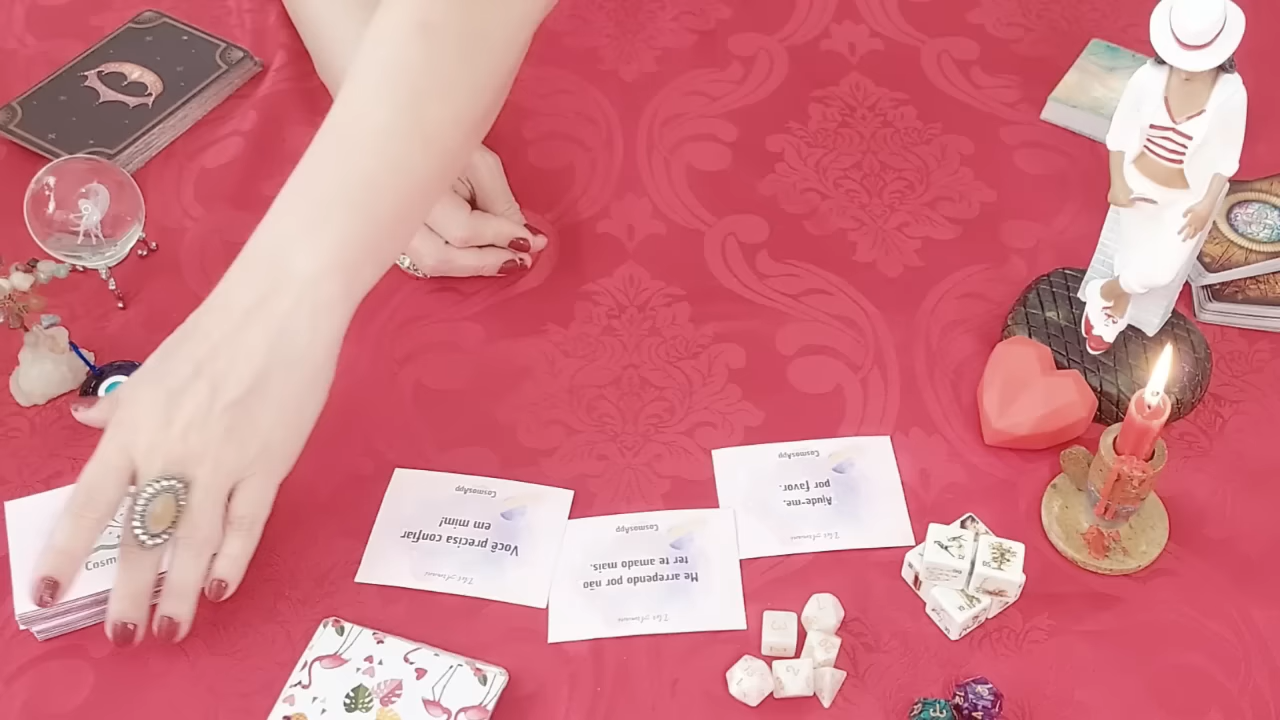 Você precisa confiar
em mim!
CosmosApp
Me arrependo por não
ter te amado mais.
CosmosApp
Ajude-me,
por favor.
CosmosApp
Cosm